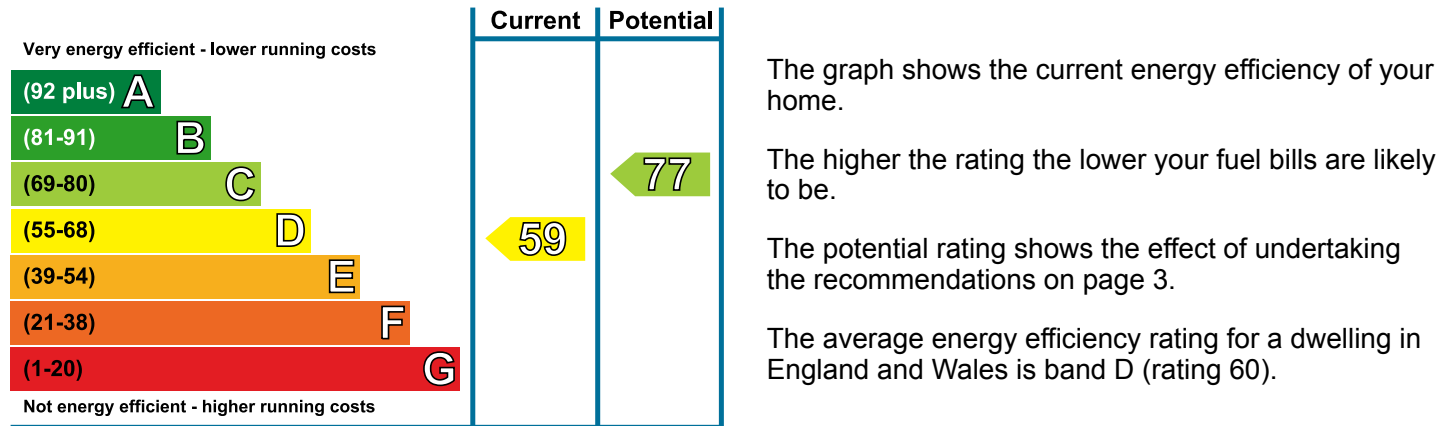 Current Potential
Very energy efficient - lower running costs
(92 plus) A
(81-91) B
(69-80) C
77
(55-68) D
59
(39-54) E
(21-38) F
(1-20) G
Not energy efficient - higher running costs
The graph shows the current energy efficiency of your
home.
The higher the rating the lower your fuel bills are likely
to be.
The potential rating shows the effect of undertaking
the recommendations on page 3.
The average energy efficiency rating for a dwelling in
England and Wales is band D (rating 60).